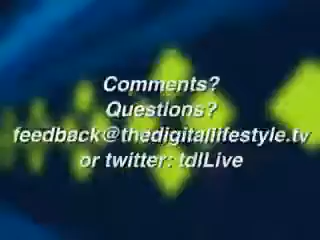 Comments?
Questions?
feedback@thedigitallifestyle.tv
or twitter: tdlLive